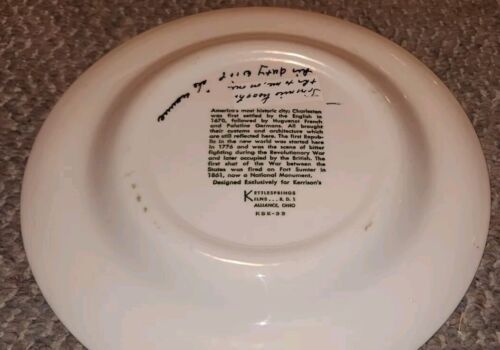 America's most historic city; Charleston
was first settled by the English in
1670, followed by Huguenot French
and Palatine Germans. All brought
their customs and architecture which
are still reflected here. The first Repub-
lic in the new world was started here
in 1776 and was the scene of bitter
fighting during the Revolutionary War
and later occupied by the British. The
first shot of the War between the
States was fired on Fort Sumter in
1861, now a National Monument.
Designed Exclusively for Kerrison's
KETTLESPRINGS
KILNS... R. D. 1
ALLIANCE, OHIO
KSK-33